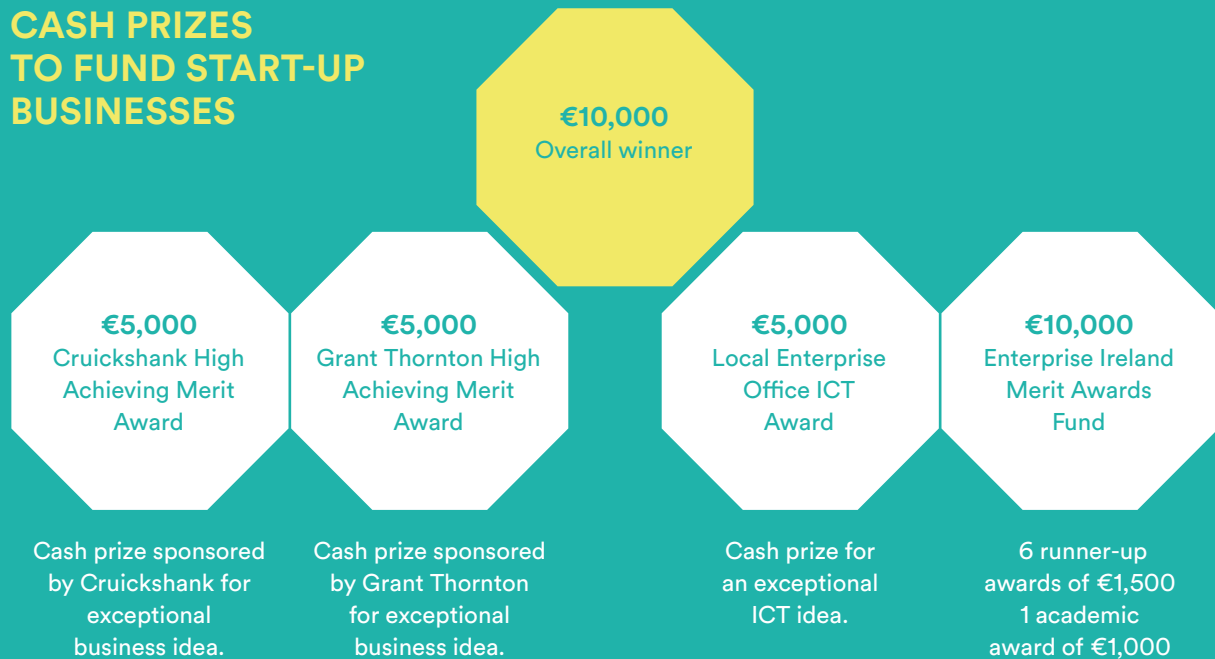 CASH PRIZES
TO FUND START-UP
BUSINESSES
€10,000
Overall winner
€5,000
Cruickshank High
Achieving Merit
Award
Cash prize sponsored
by Cruickshank for
exceptional
business idea.
€5,000
Grant Thornton High
Achieving Merit
Award
Cash prize sponsored
by Grant Thornton
for exceptional
business idea.
€5,000
Local Enterprise
Office ICT
Award
Cash prize for
an exceptional
ICT idea.
€10,000
Enterprise Ireland
Merit Awards
Fund
6 runner-up
awards of €1,500
1 academic
award of €1,000